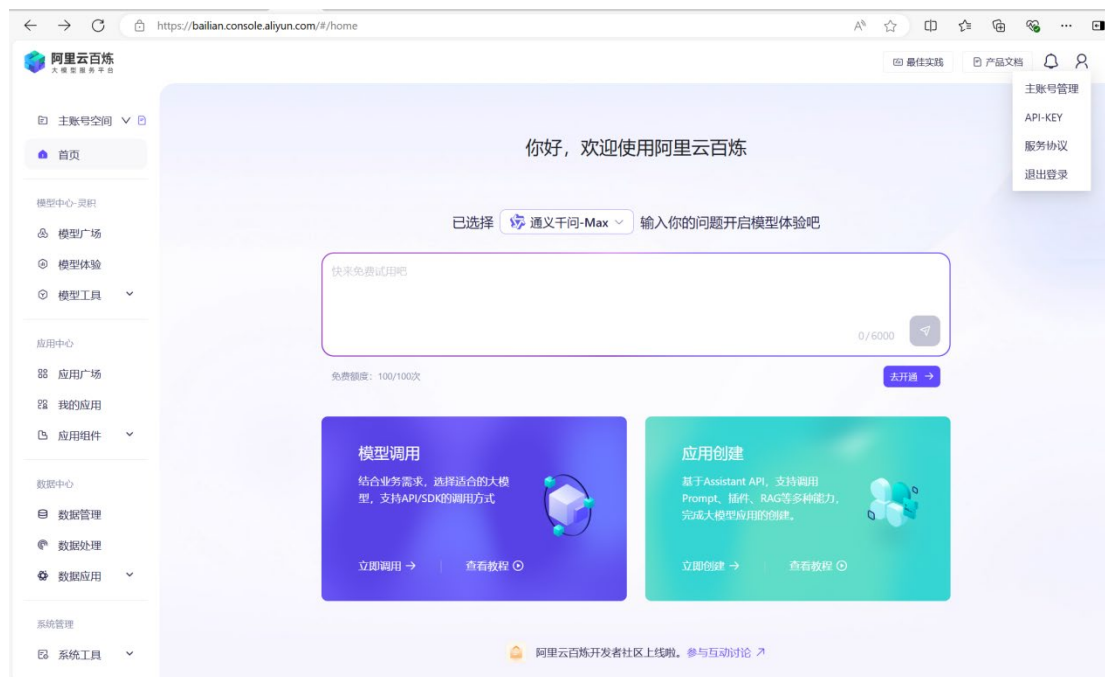 https://bailian.console.aliyun.com/#/home
阿里云百炼
大模型服务平台
最佳实践
产品文档
主账号管理
API-KEY
服务协议
退出登录
主账号空间
首页
模型中心-灵积
模型广场
模型体验
模型工具
应用中心
应用广场
我的应用
应用组件
数据中心
数据管理
数据处理
数据应用
系统管理
系统工具
你好，欢迎使用阿里云百炼
已选择 通义千问-Max 输入你的问题开启模型体验吧
快来免费试用吧
0/6000
免费额度：100/100次
去开通 →
模型调用
结合业务需求，选择适合的大模
型，支持API/SDK的调用方式
立即调用 →
查看教程
应用创建
基于Assistant API，支持调用
Prompt、插件、RAG等多种能力，
完成大模型应用的创建。
立即创建 →
查看教程
阿里云百炼开发者社区上线啦。参与互动讨论